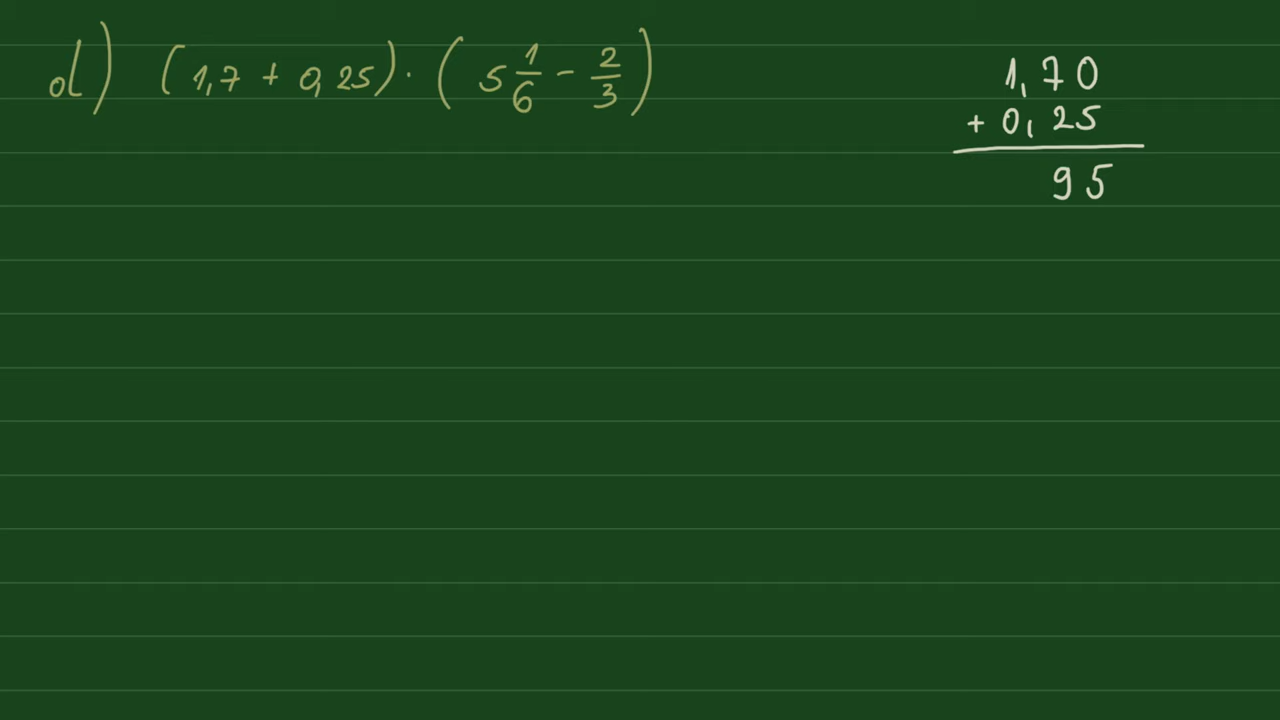 d) (1,7 + 0,25) · (5 1/6 - 2/3)
1,70
+ 0,25
95